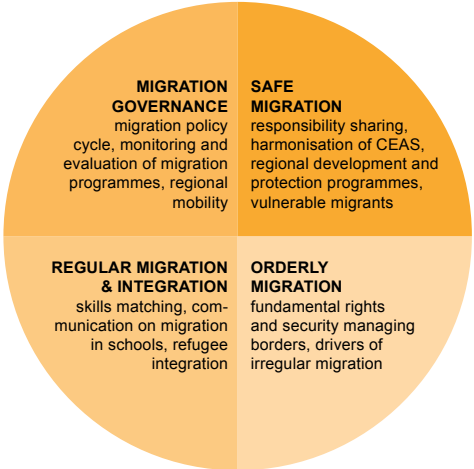 MIGRATION
GOVERNANCE
migration policy
cycle, monitoring and
evaluation of migration
programmes, regional
mobility
SAFE
MIGRATION
responsibility sharing,
harmonisation of CEAS,
regional development and
protection programmes,
vulnerable migrants
REGULAR MIGRATION
& INTEGRATION
skills matching, com-
munication on migration
in schools, refugee
integration
ORDERLY
MIGRATION
fundamental rights
and security managing
borders, drivers of
irregular migration